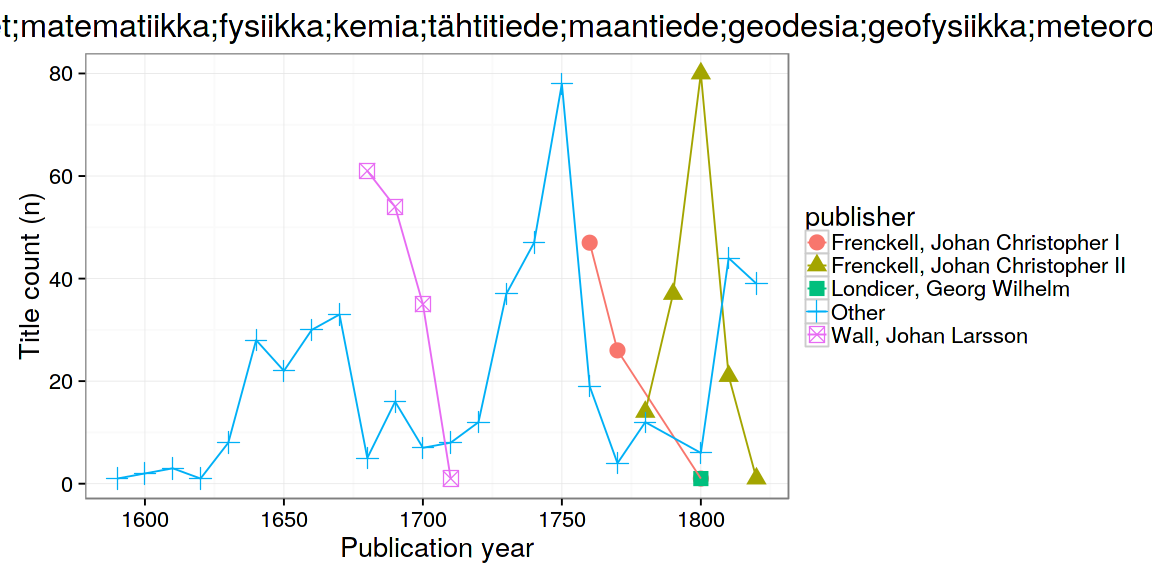 t;matematiikka;fysiikka;kemia;tähtitiede;maantiede;geodesia;geofysiikka;meteoro
80
60
40
20
0
Title count (n)
1600 1650 1700 1750 1800
Publication year
publisher
Frenckell, Johan Christopher I
Frenckell, Johan Christopher II
Londicer, Georg Wilhelm
Other
Wall, Johan Larsson